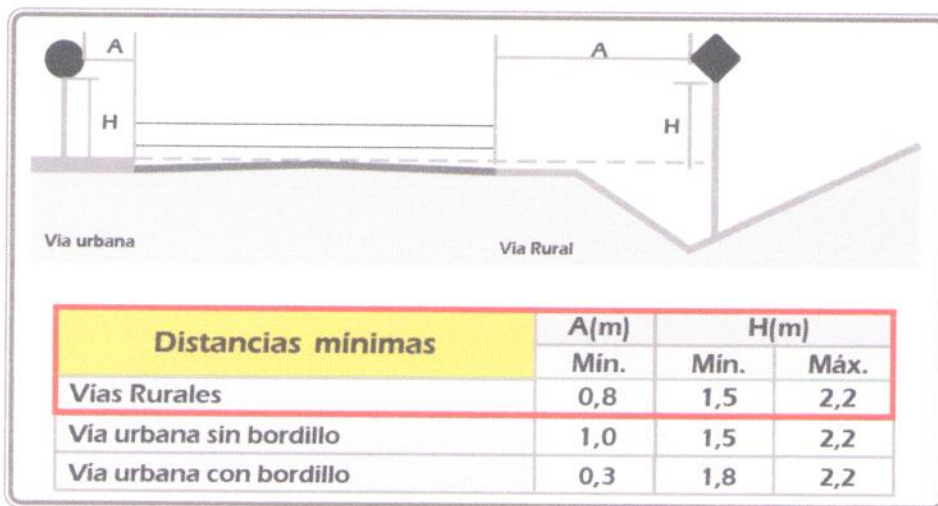 A
A
H
H
Via urbana
Via Rural
Distancias mínimas
A(m)
H(m)
Mín.
Mín.
Máx.
Vías Rurales
0,8
1,5
2,2
Vía urbana sin bordillo
1,0
1,5
2,2
Vía urbana con bordillo
0,3
1,8
2,2